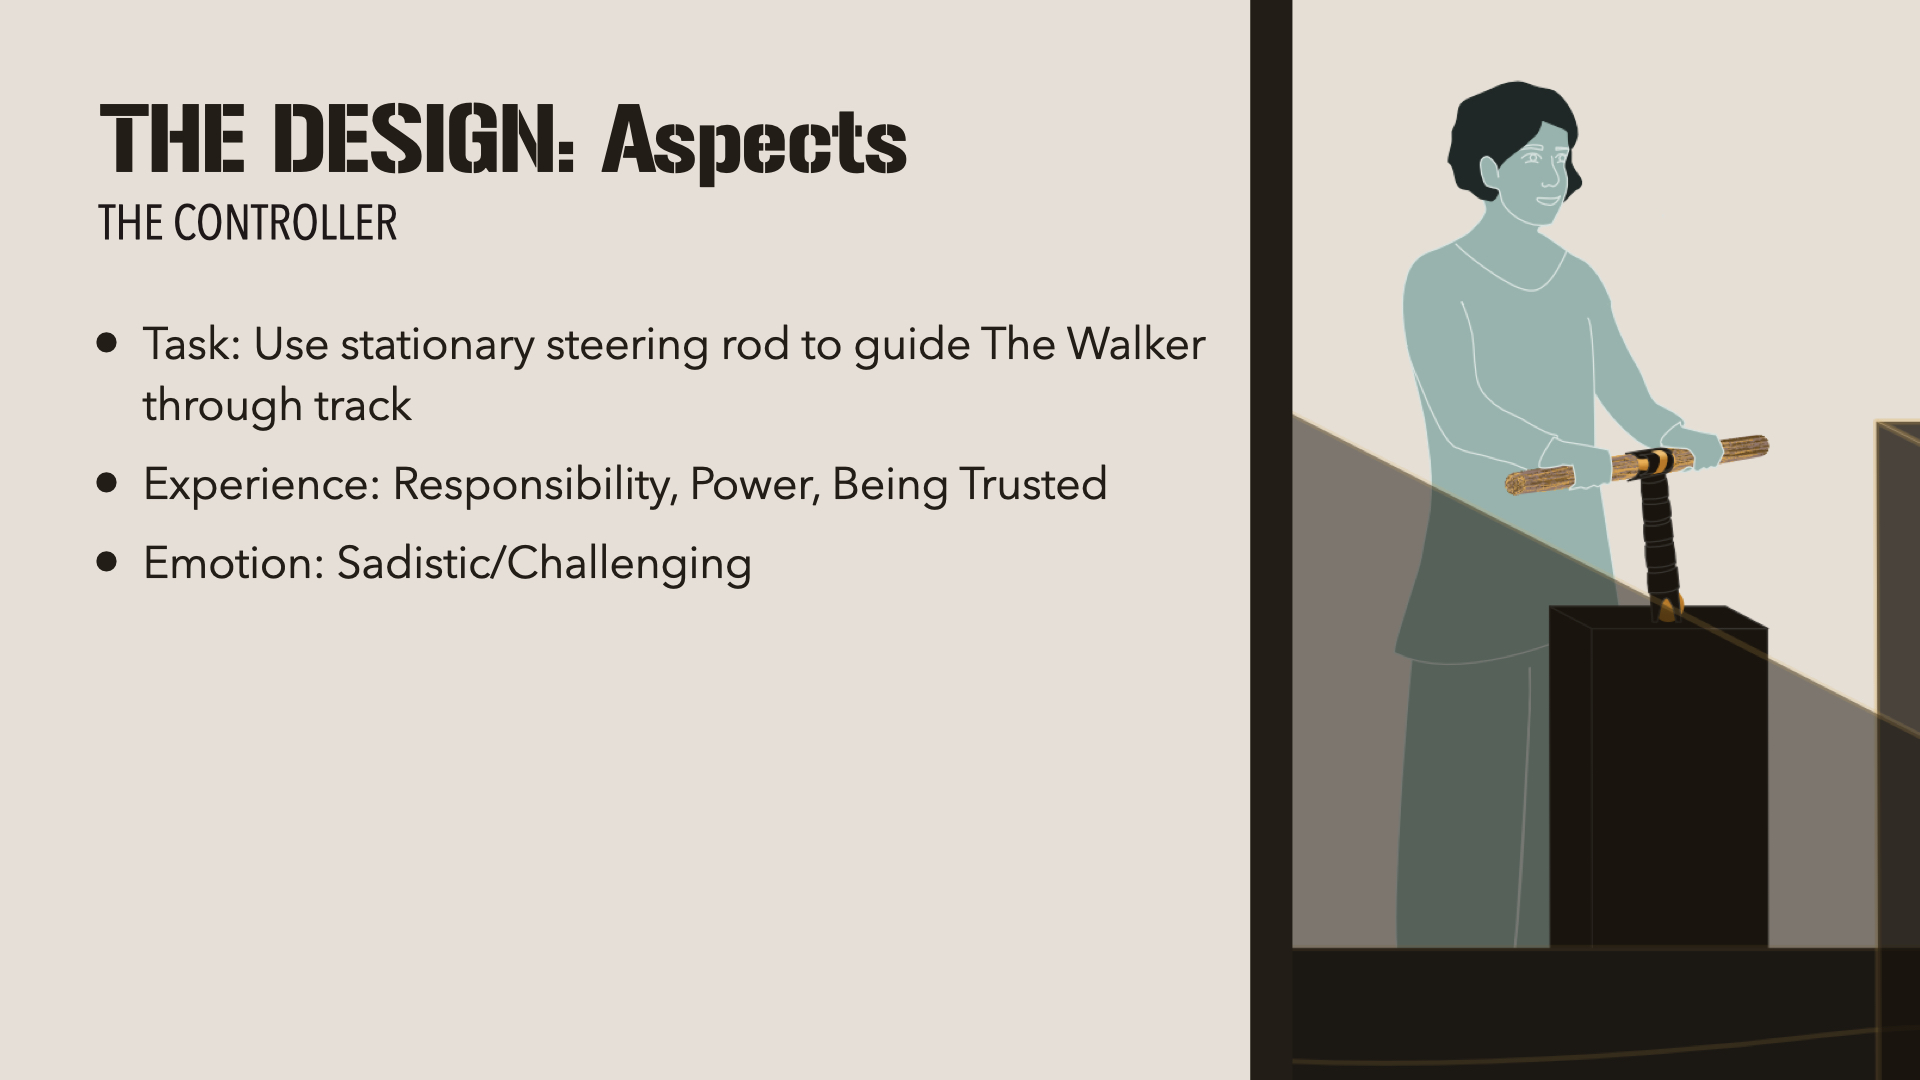 THE DESIGN: Aspects
THE CONTROLLER
• Task: Use stationary steering rod to guide The Walker
through track
• Experience: Responsibility, Power, Being Trusted
• Emotion: Sadistic/Challenging